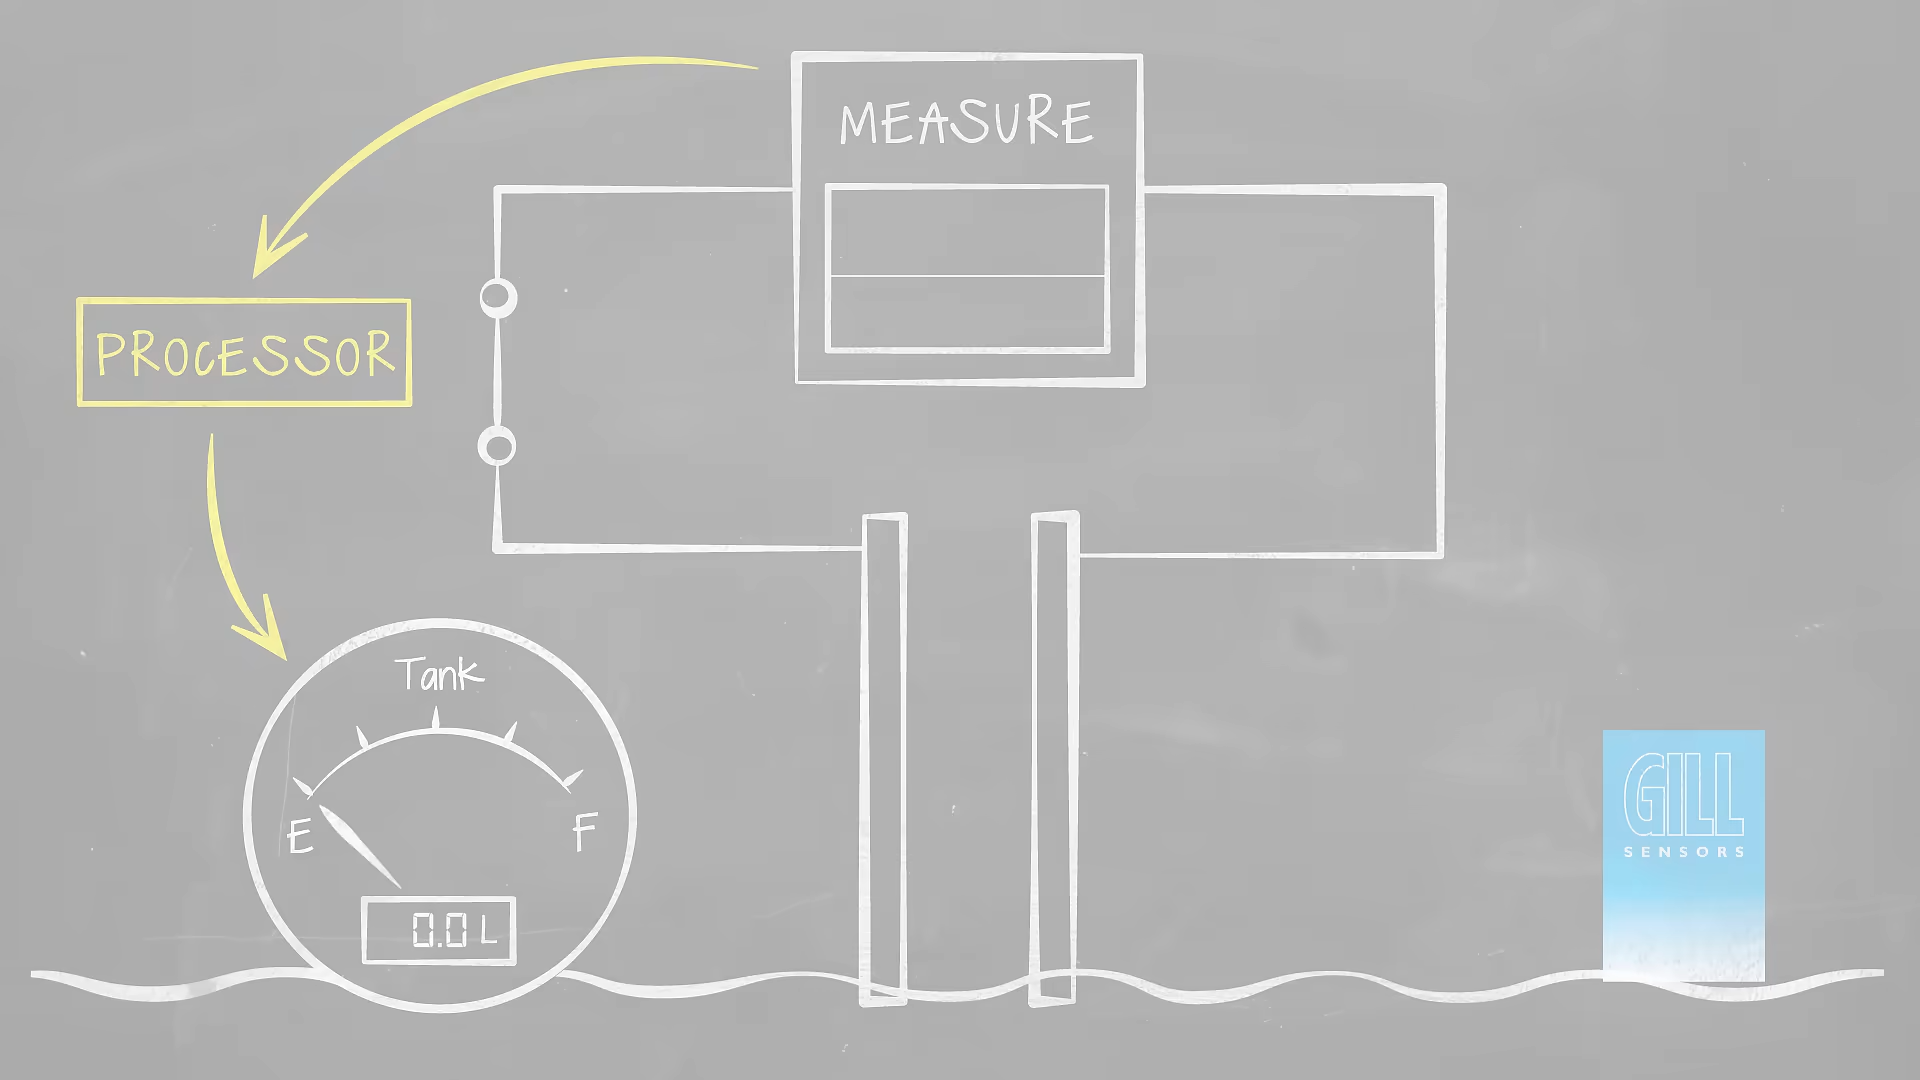 MEASURE
PROCESSOR
Tank
E
F
0.0 L
GILL
SENSORS